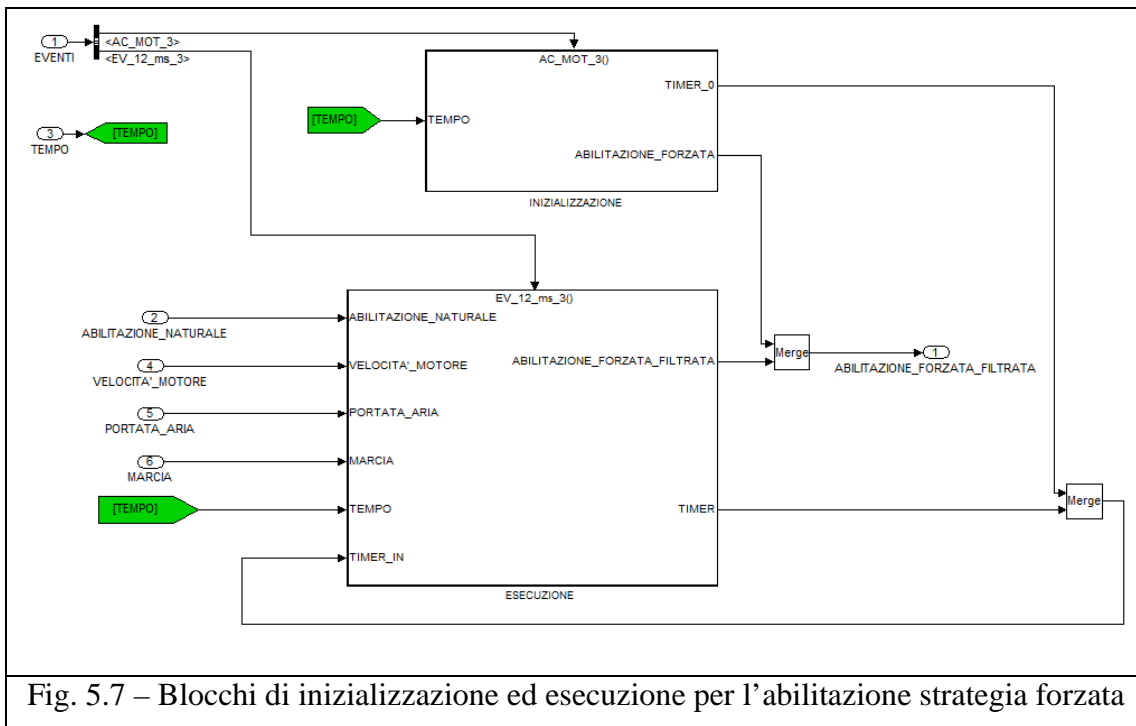 1
EVENTI
<AC_MOT_3>
<EV_12_ms_3>
3
TEMPO
[TEMPO]
[TEMPO]
AC_MOT_3()
TEMPO
TIMER_0
ABILITAZIONE_FORZATA
INIZIALIZZAZIONE
2
ABILITAZIONE_NATURALE
4
VELOCITA'_MOTORE
5
PORTATA_ARIA
6
MARCIA
[TEMPO]
EV_12_ms_3()
ABILITAZIONE_NATURALE
VELOCITA'_MOTORE
PORTATA_ARIA
MARCIA
TEMPO
TIMER_IN
ABILITAZIONE_FORZATA_FILTRATA
TIMER
ESECUZIONE
Merge
1
ABILITAZIONE_FORZATA_FILTRATA
Merge
Fig. 5.7 – Blocchi di inizializzazione ed esecuzione per l’abilitazione strategia forzata